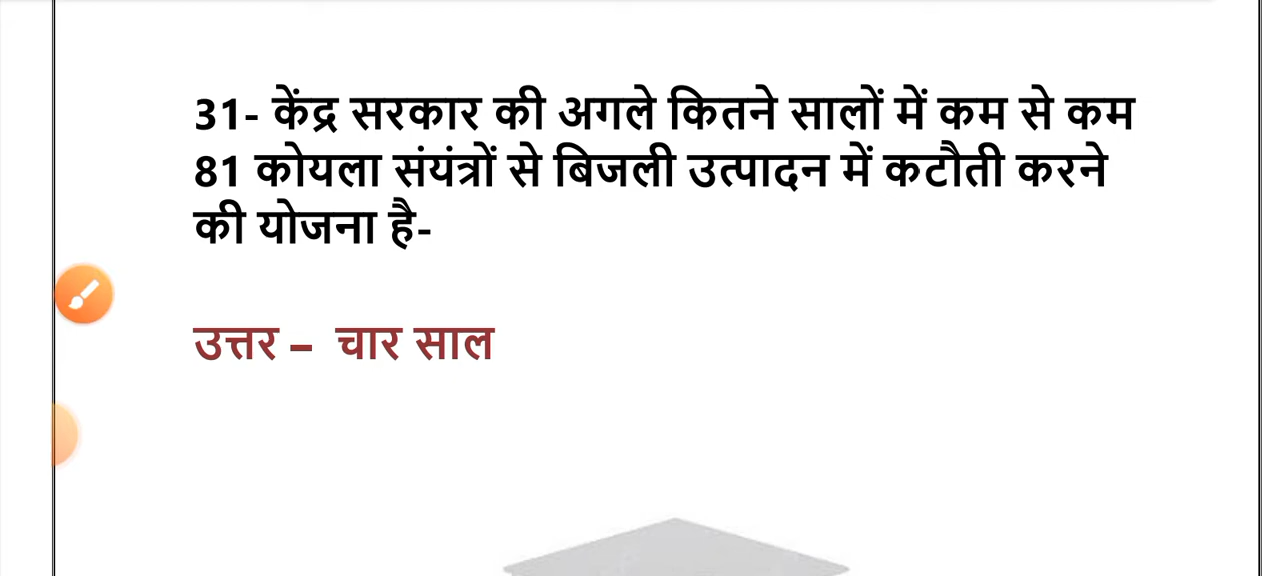 31- केंद्र सरकार की अगले कितने सालों में कम से कम
81 कोयला संयंत्रों से बिजली उत्पादन में कटौती करने
की योजना है-
उत्तर – चार साल